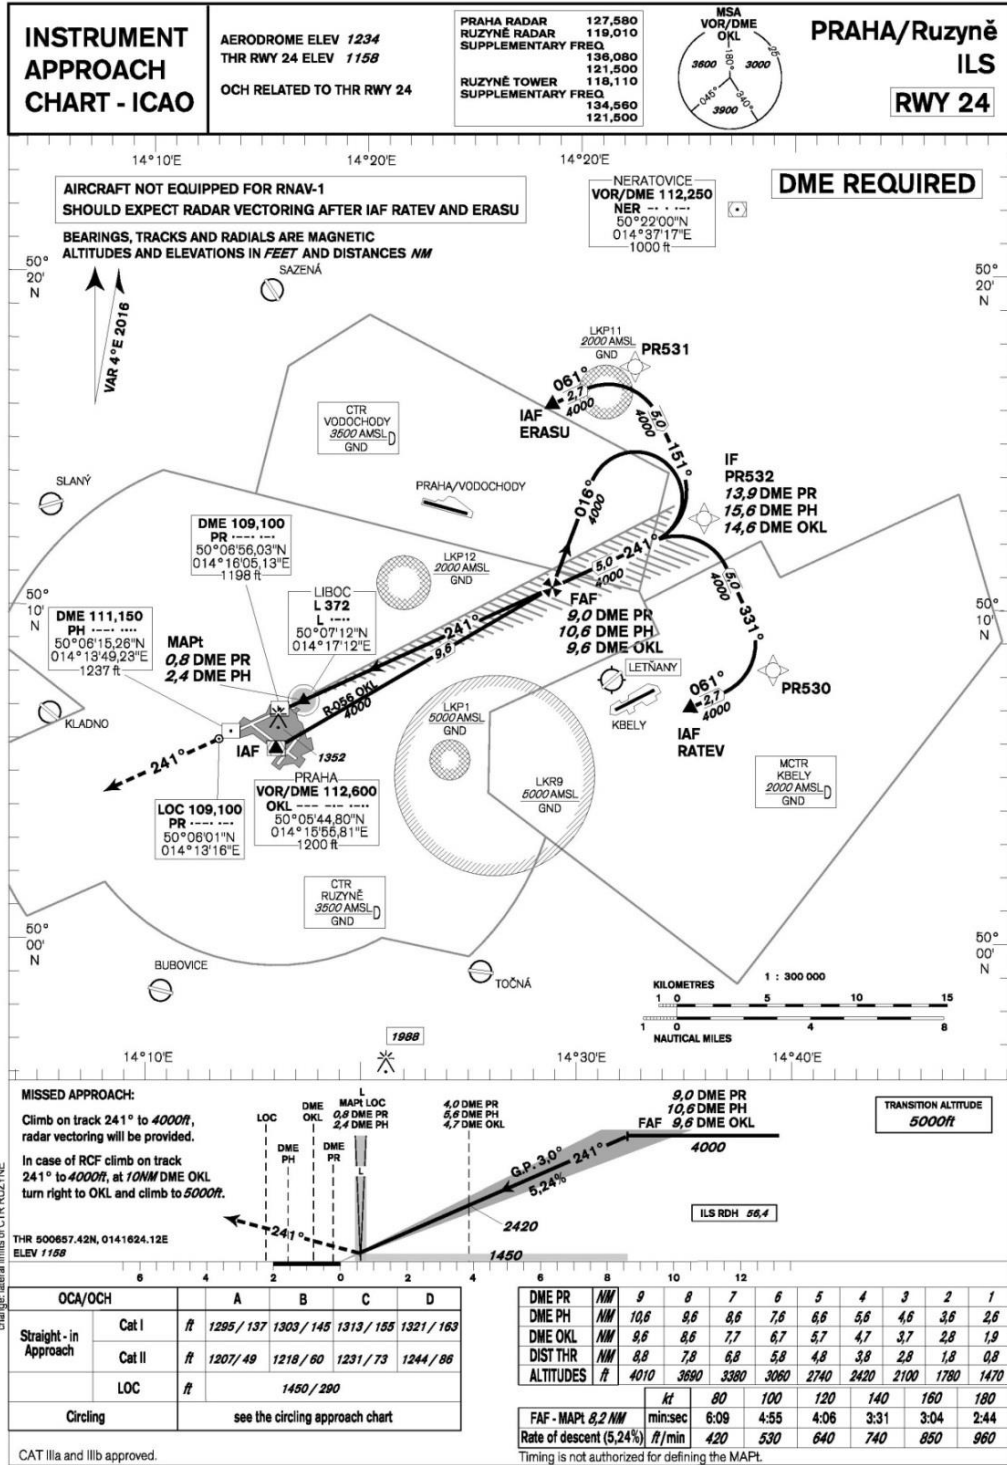 INSTRUMENT
APPROACH
CHART - ICAO
AERODROME ELEV 1234
THR RWY 24 ELEV 1158
OCH RELATED TO THR RWY 24
PRAHA RADAR 127,580
RUZYNĚ RADAR 119,010
SUPPLEMENTARY FREQ
136,080
121,500
RUZYNĚ TOWER 118,110
SUPPLEMENTARY FREQ
134,560
121,500
MSA
VOR/DME
OKL
180°
25
3600
3000
045°
340°
3900
PRAHA/Ruzyně
ILS
RWY 24
14°10'E
14°20'E
14°20'E
AIRCRAFT NOT EQUIPPED FOR RNAV-1
SHOULD EXPECT RADAR VECTORING AFTER IAF RATEV AND ERASU
BEARINGS, TRACKS AND RADIALS ARE MAGNETIC
ALTITUDES AND ELEVATIONS IN FEET AND DISTANCES NM
NERATOVICE
VOR/DME 112,250
NER
50°22'00"N
014°37'17"E
1000 ft
DME REQUIRED
50°
20'
N
50°
20'
N
SAZENÁ
VAR 4°E 2016
LKP11
2000 AMSL
GND
PR531
061°
2,7
4000
IAF
ERASU
5,0
4000
151°
CTR
VODOCHODY
3500 AMSL D
GND
IF
PR532
13,9 DME PR
15,6 DME PH
14,6 DME OKL
SLANÝ
PRAHA/VODOCHODY
016°
4000
DME 109,100
PR
50°06'56,03"N
014°16'05,13"E
1198 ft
LKP12
2000 AMSL
GND
241°
5,0
4000
5,0
4000
331°
LIBOC
L 372
L
50°07'12"N
014°17'12"E
FAF
9,0 DME PR
10,6 DME PH
9,6 DME OKL
50°
10'
N
50°
10'
N
DME 111,150
PH
50°06'15,26"N
014°13'49,23"E
1237 ft
MAPt
0,8 DME PR
2,4 DME PH
241°
9,6
R-056 OKL
4000
LETŇANY
KBELY
PR530
061°
2,7
4000
IAF
RATEV
KLADNO
LKP1
5000 AMSL
GND
IAF
1352
241°
LKR9
5000 AMSL
GND
MCTR
KBELY
2000 AMSL D
GND
PRAHA
VOR/DME 112,600
OKL
50°05'44,80"N
014°15'55,81"E
1200 ft
LOC 109,100
PR
50°06'01"N
014°13'16"E
CTR
RUZYNĚ
3500 AMSL D
GND
50°
00'
N
50°
00'
N
BUBOVICE
TOČNÁ
1 : 300 000
KILOMETRES
1 0 5 10 15
1 0 4 8
NAUTICAL MILES
1988
14°10'E
14°30'E
14°40'E
MISSED APPROACH:
Climb on track 241° to 4000ft,
radar vectoring will be provided.
In case of RCF climb on track
241° to 4000ft, at 10NM DME OKL
turn right to OKL and climb to 5000ft.
THR 500657.42N, 0141624.12E
ELEV 1158
LOC
DME
PH
DME
OKL
DME
PR
L
MAPt LOC
0,8 DME PR
2,4 DME PH
L
4,0 DME PR
5,6 DME PH
4,7 DME OKL
9,0 DME PR
10,6 DME PH
FAF 9,6 DME OKL
4000
TRANSITION ALTITUDE
5000ft
G.P. 3,0°
241°
5,24%
241°
2420
1450
ILS RDH 56,4
6 4 2 0 2 4 6 8 10 12
change: lateral limits of CTR RUZYNĚ
OCA/OCH A B C D
Straight - in
Approach
Cat I ft 1295 / 137 1303 / 145 1313 / 155 1321 / 163
Cat II ft 1207 / 49 1218 / 60 1231 / 73 1244 / 86
LOC ft 1450 / 290
Circling see the circling approach chart
CAT IIIa and IIIb approved.
DME PR NM 9 8 7 6 5 4 3 2 1
DME PH NM 10,6 9,6 8,6 7,6 6,6 5,6 4,6 3,6 2,6
DME OKL NM 9,6 8,6 7,7 6,7 5,7 4,7 3,7 2,8 1,9
DIST THR NM 8,8 7,8 6,8 5,8 4,8 3,8 2,8 1,8 0,8
ALTITUDES ft 4010 3690 3380 3060 2740 2420 2100 1780 1470
kt 80 100 120 140 160 180
FAF - MAPt 8,2 NM min:sec 6:09 4:55 4:06 3:31 3:04 2:44
Rate of descent (5,24%) ft/min 420 530 640 740 850 960
Timing is not authorized for defining the MAPt.